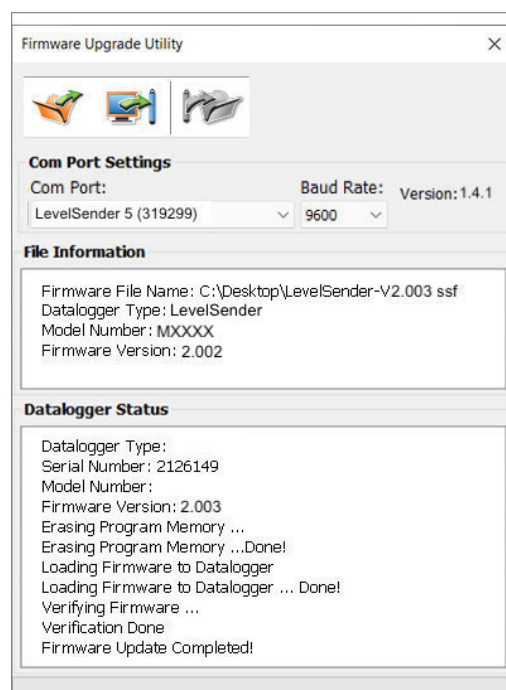 Firmware Upgrade Utility
Com Port Settings
Com Port:
Baud Rate:
Version: 1.4.1
LevelSender 5 (319299)
9600
File Information
Firmware File Name: C:\Desktop\LevelSender-V2.003 ssf
Datalogger Type: LevelSender
Model Number: MXXXX
Firmware Version: 2.002
Datalogger Status
Datalogger Type:
Serial Number: 2126149
Model Number:
Firmware Version: 2.003
Erasing Program Memory ...
Erasing Program Memory ...Done!
Loading Firmware to Datalogger
Loading Firmware to Datalogger ... Done!
Verifying Firmware ...
Verification Done
Firmware Update Completed!